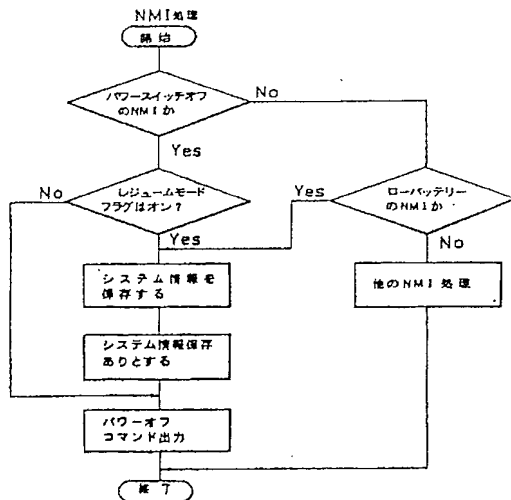 NMI処理
開始
パワースイッチオフ
のNMIか
No
Yes
No
レジュームモード
フラグはオン？
Yes
ローバッテリー
のNMIか
Yes
No
システム情報を
保存する
他のNMI処理
システム情報保存
ありとする
パワーオフ
コマンド出力
終了